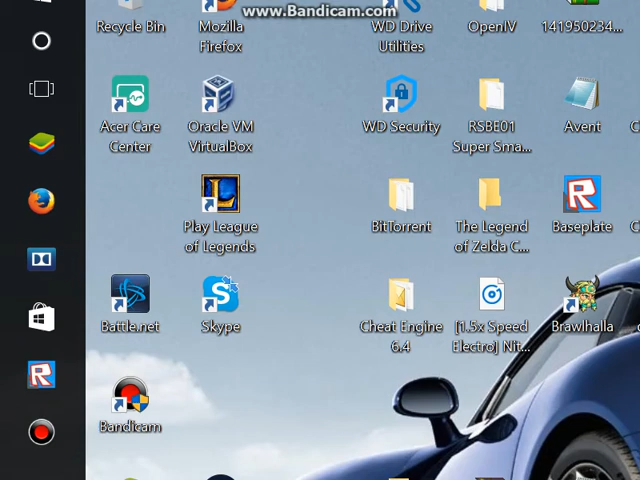 www.Bandicam.com
Recycle Bin
Mozilla
Firefox
WD Drive
Utilities
OpenIV
141950234...
Acer Care
Center
Oracle VM
VirtualBox
WD Security
RSBE01
Super Sma...
Avent
Play League
of Legends
BitTorrent
The Legend
of Zelda C...
Baseplate
Battle.net
Skype
Cheat Engine
6.4
[1.5x Speed
Electro] Nit...
Brawlhalla
Bandicam